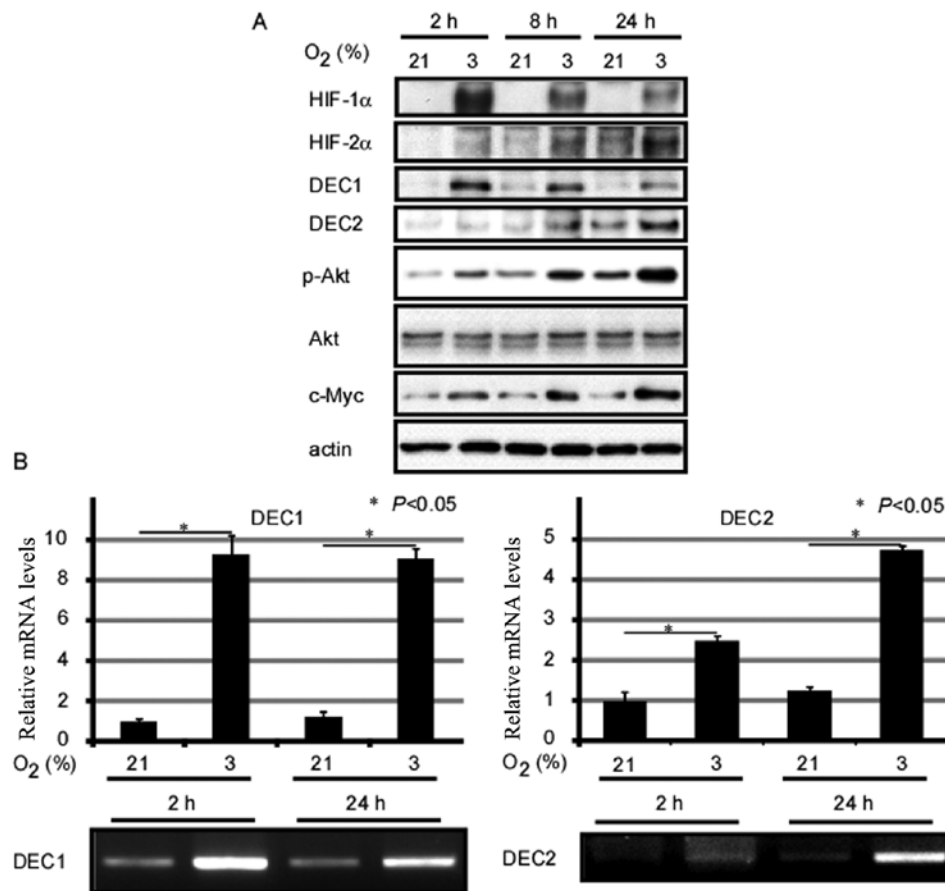 A
2 h 8 h 24 h
O2 (%) 21 3 21 3 21 3
HIF-1α
HIF-2α
DEC1
DEC2
p-Akt
Akt
c-Myc
actin
B
Relative mRNA levels
DEC1
* P<0.05
10
8
6
4
2
0
* *
O2 (%) 21 3 21 3
2 h 24 h
DEC1
Relative mRNA levels
DEC2
* P<0.05
5
4
3
2
1
0
* *
O2 (%) 21 3 21 3
2 h 24 h
DEC2